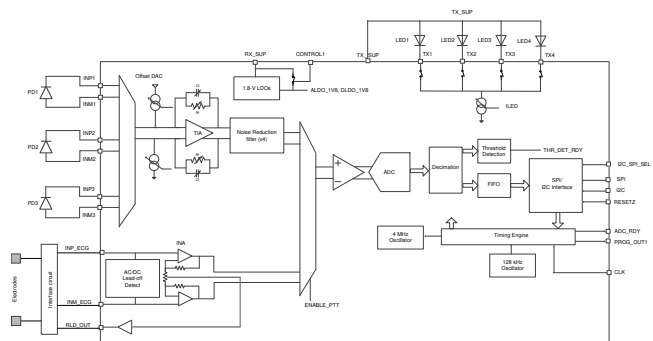 TX_SUP
LED1
LED2
LED3
LED4
RX_SUP
CONTROL1
TX_SUP
TX1
TX2
TX3
TX4
INP1
PD1
INM1
Offset DAC
1.8-V LDOs
ALDO_1V8, DLDO_1V8
ILED
INP2
PD2
INM2
TIA
Noise Reduction
filter (x4)
Threshold
Detection
THR_DET_RDY
I2C_SPI_SEL
ADC
Decimation
FIFO
SPI/
I2C Interface
SPI
I2C
RESETZ
INP3
PD3
INM3
4 MHz
Oscillator
Timing Engine
ADC_RDY
PROG_OUT1
INP_ECG
INA
AC/DC
Lead-off
Detect
128 kHz
Oscillator
CLK
Electrodes
Interface circuit
INM_ECG
ENABLE_PTT
RLD_OUT